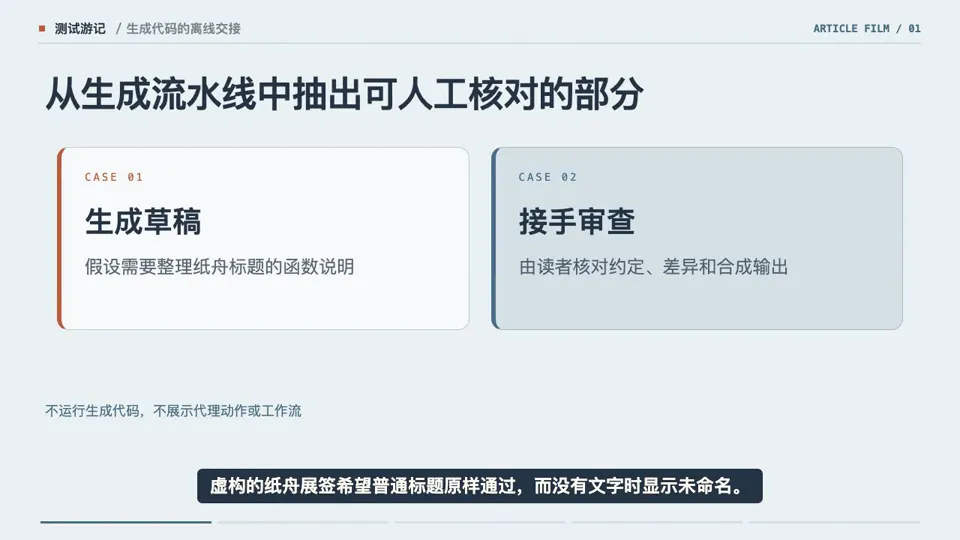 测试游记 / 生成代码的离线交接
ARTICLE FILM / 01
从生成流水线中抽出可人工核对的部分
CASE 01
生成草稿
假设需要整理纸舟标题的函数说明
CASE 02
接手审查
由读者核对约定、差异和合成输出
不运行生成代码，不展示代理动作或工作流
虚构的纸舟展签希望普通标题原样通过，而没有文字时显示未命名。